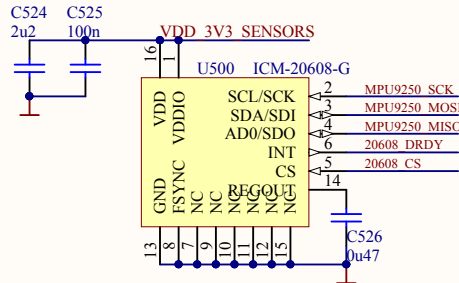 C524 C525
2u2 100n
VDD_3V3_SENSORS
16 1
U500 ICM-20608-G
VDD VDDIO
SCL/SCK 2 MPU9250_SCK
SDA/SDI 3 MPU9250_MOSI
AD0/SDO 4 MPU9250_MISO
INT 6 20608_DRDY
CS 5 20608_CS
REGOUT 14
GND FSYNC NC NC NC NC NC NC
13 8 7 9 10 11 12 15
C526
0u47